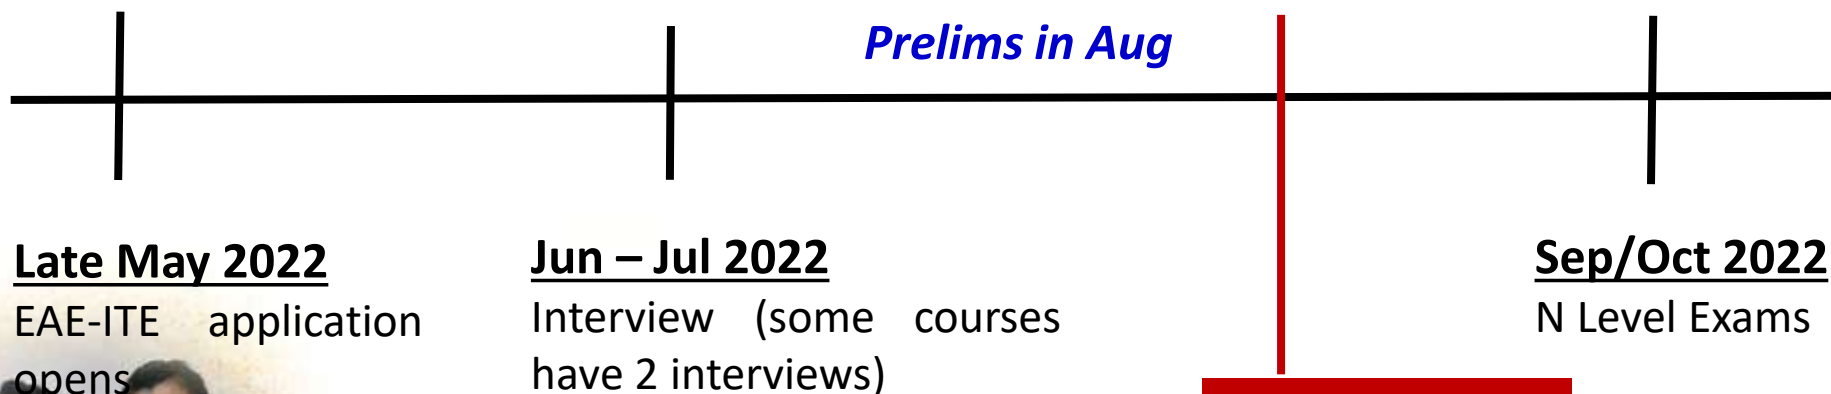 Prelims in Aug
Late May 2022
EAE-ITE application
opens
Jun – Jul 2022
Interview (some courses
have 2 interviews)
Sep/Oct 2022
N Level Exams